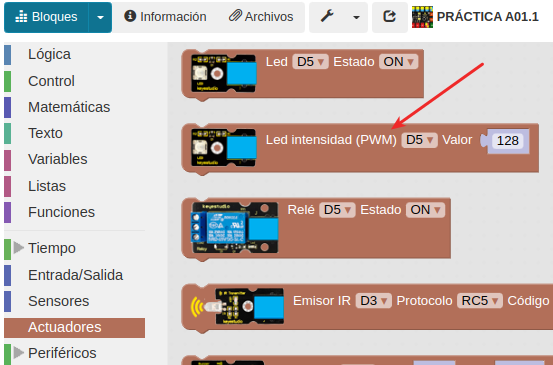 Bloques Información Archivos PRÁCTICA A01.1
Lógica
Control
Matemáticas
Texto
Variables
Listas
Funciones
Tiempo
Entrada/Salida
Sensores
Actuadores
Periféricos
Led D5 Estado ON
Led intensidad (PWM) D5 Valor 128
keyestudio
Relé D5 Estado ON
Relay
Emisor IR D3 Protocolo RC5 Código